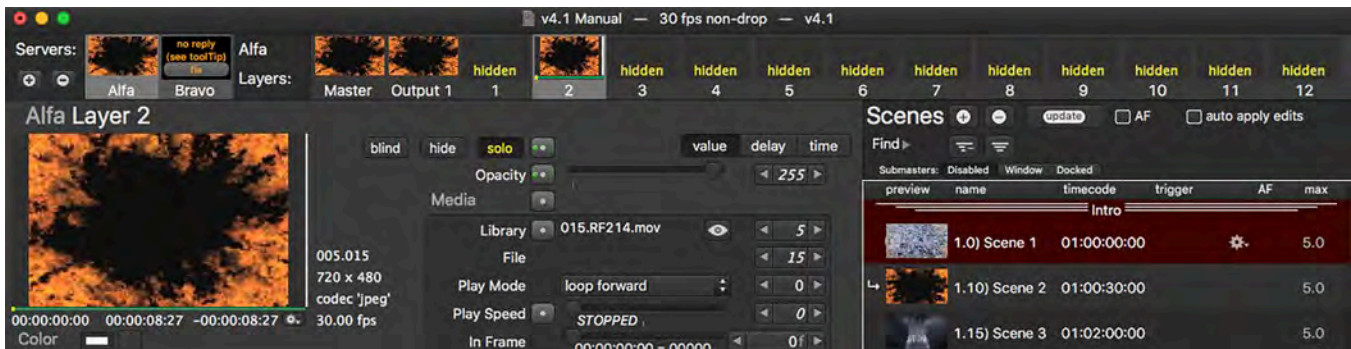 v4.1 Manual — 30 fps non-drop — v4.1
Servers:
no reply
(see toolTip)
fix
Alfa
Bravo
Alfa
Layers:
Master
Output 1
hidden
1
2
hidden
3
hidden
4
hidden
5
hidden
6
hidden
7
hidden
8
hidden
9
hidden
10
hidden
11
hidden
12
Alfa Layer 2
005.015
720 x 480
codec 'jpeg'
30.00 fps
00:00:00:00 00:00:08:27 -00:00:08:27
Color
blind hide solo value delay time
Opacity 255
Media
Library 015.RF214.mov 5
File 15
Play Mode loop forward 0
Play Speed STOPPED 0
In Frame 00:00:00:00 - 00000 0f
Scenes update AF auto apply edits
Find
Submasters: Disabled Window Docked
preview name timecode trigger AF max
Intro
1.0) Scene 1 01:00:00:00 5.0
1.10) Scene 2 01:00:30:00 5.0
1.15) Scene 3 01:02:00:00 5.0